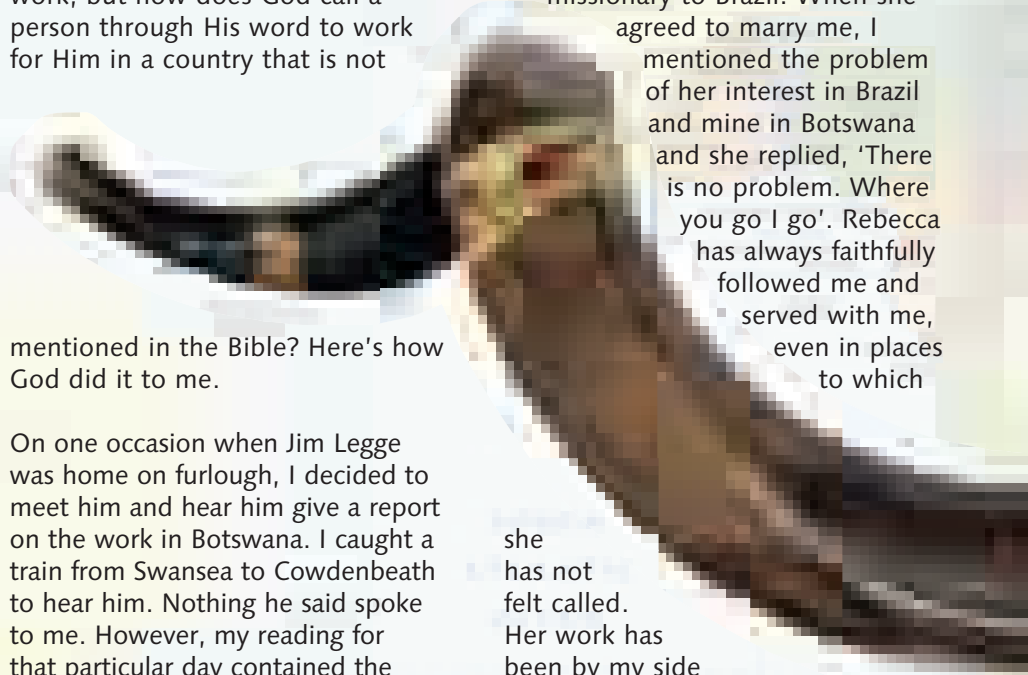 work, but how does God call a
person through His word to work
for Him in a country that is not
mentioned in the Bible? Here's how
God did it to me.
On one occasion when Jim Legge
was home on furlough, I decided to
meet him and hear him give a report
on the work in Botswana. I caught a
train from Swansea to Cowdenbeath
to hear him. Nothing he said spoke
to me. However, my reading for
that particular day contained the
missionary to Brazil. When she
agreed to marry me, I
mentioned the problem
of her interest in Brazil
and mine in Botswana
and she replied, ‘There
is no problem. Where
you go I go’. Rebecca
has always faithfully
followed me and
served with me,
even in places
to which
she
has not
felt called.
Her work has
been by my side